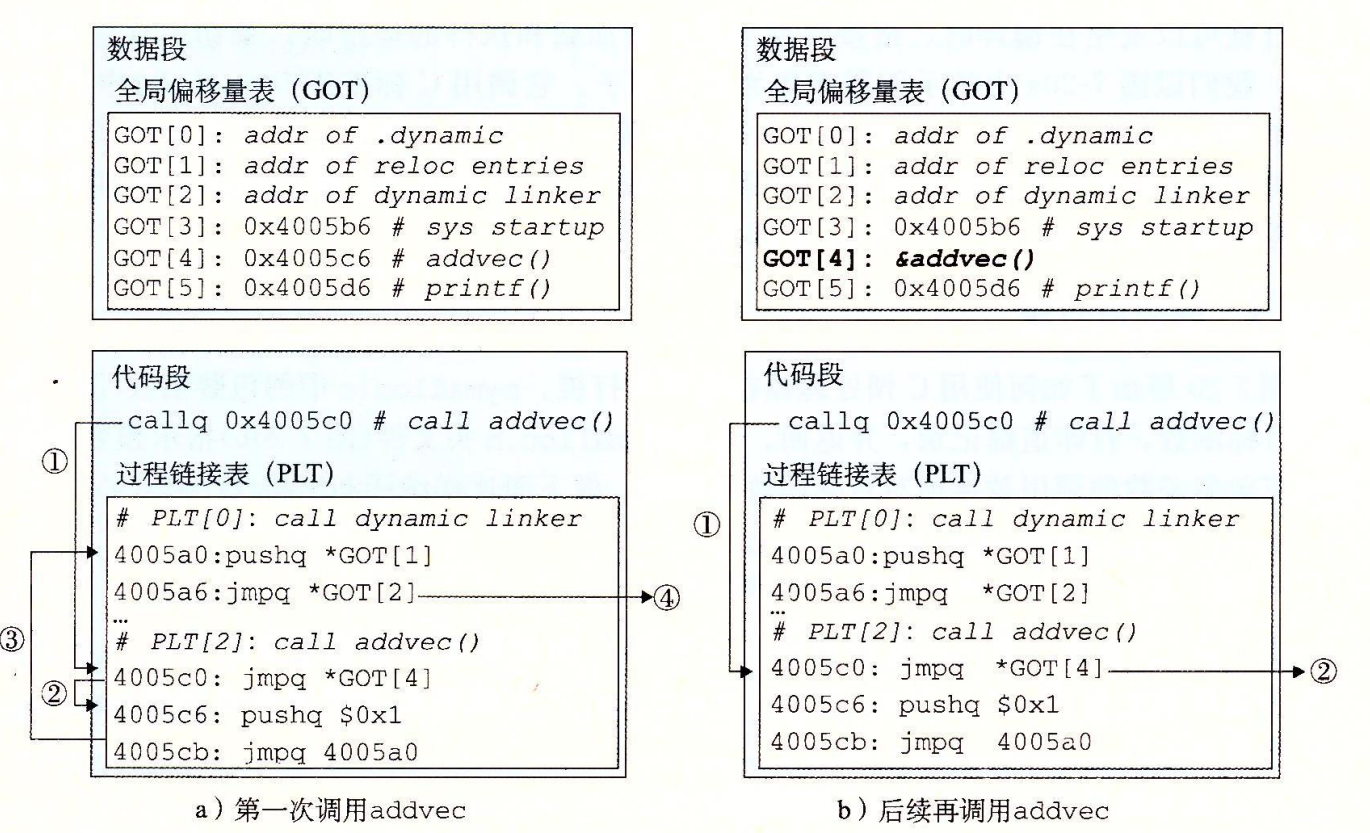 数据段
全局偏移量表（GOT）
GOT[0]: addr of .dynamic
GOT[1]: addr of reloc entries
GOT[2]: addr of dynamic linker
GOT[3]: 0x4005b6 # sys startup
GOT[4]: 0x4005c6 # addvec()
GOT[5]: 0x4005d6 # printf()
代码段
callq 0x4005c0 # call addvec()
①
过程链接表（PLT）
# PLT[0]: call dynamic linker
4005a0:pushq *GOT[1]
4005a6:jmpq *GOT[2]
④
…
③
# PLT[2]: call addvec()
4005c0: jmpq *GOT[4]
②
4005c6: pushq $0x1
4005cb: jmpq 4005a0
a）第一次调用addvec
数据段
全局偏移量表（GOT）
GOT[0]: addr of .dynamic
GOT[1]: addr of reloc entries
GOT[2]: addr of dynamic linker
GOT[3]: 0x4005b6 # sys startup
GOT[4]: &addvec()
GOT[5]: 0x4005d6 # printf()
代码段
callq 0x4005c0 # call addvec()
过程链接表（PLT）
①
# PLT[0]: call dynamic linker
4005a0:pushq *GOT[1]
4005a6:jmpq *GOT[2]
…
# PLT[2]: call addvec()
4005c0: jmpq *GOT[4]
②
4005c6: pushq $0x1
4005cb: jmpq 4005a0
b）后续再调用addvec